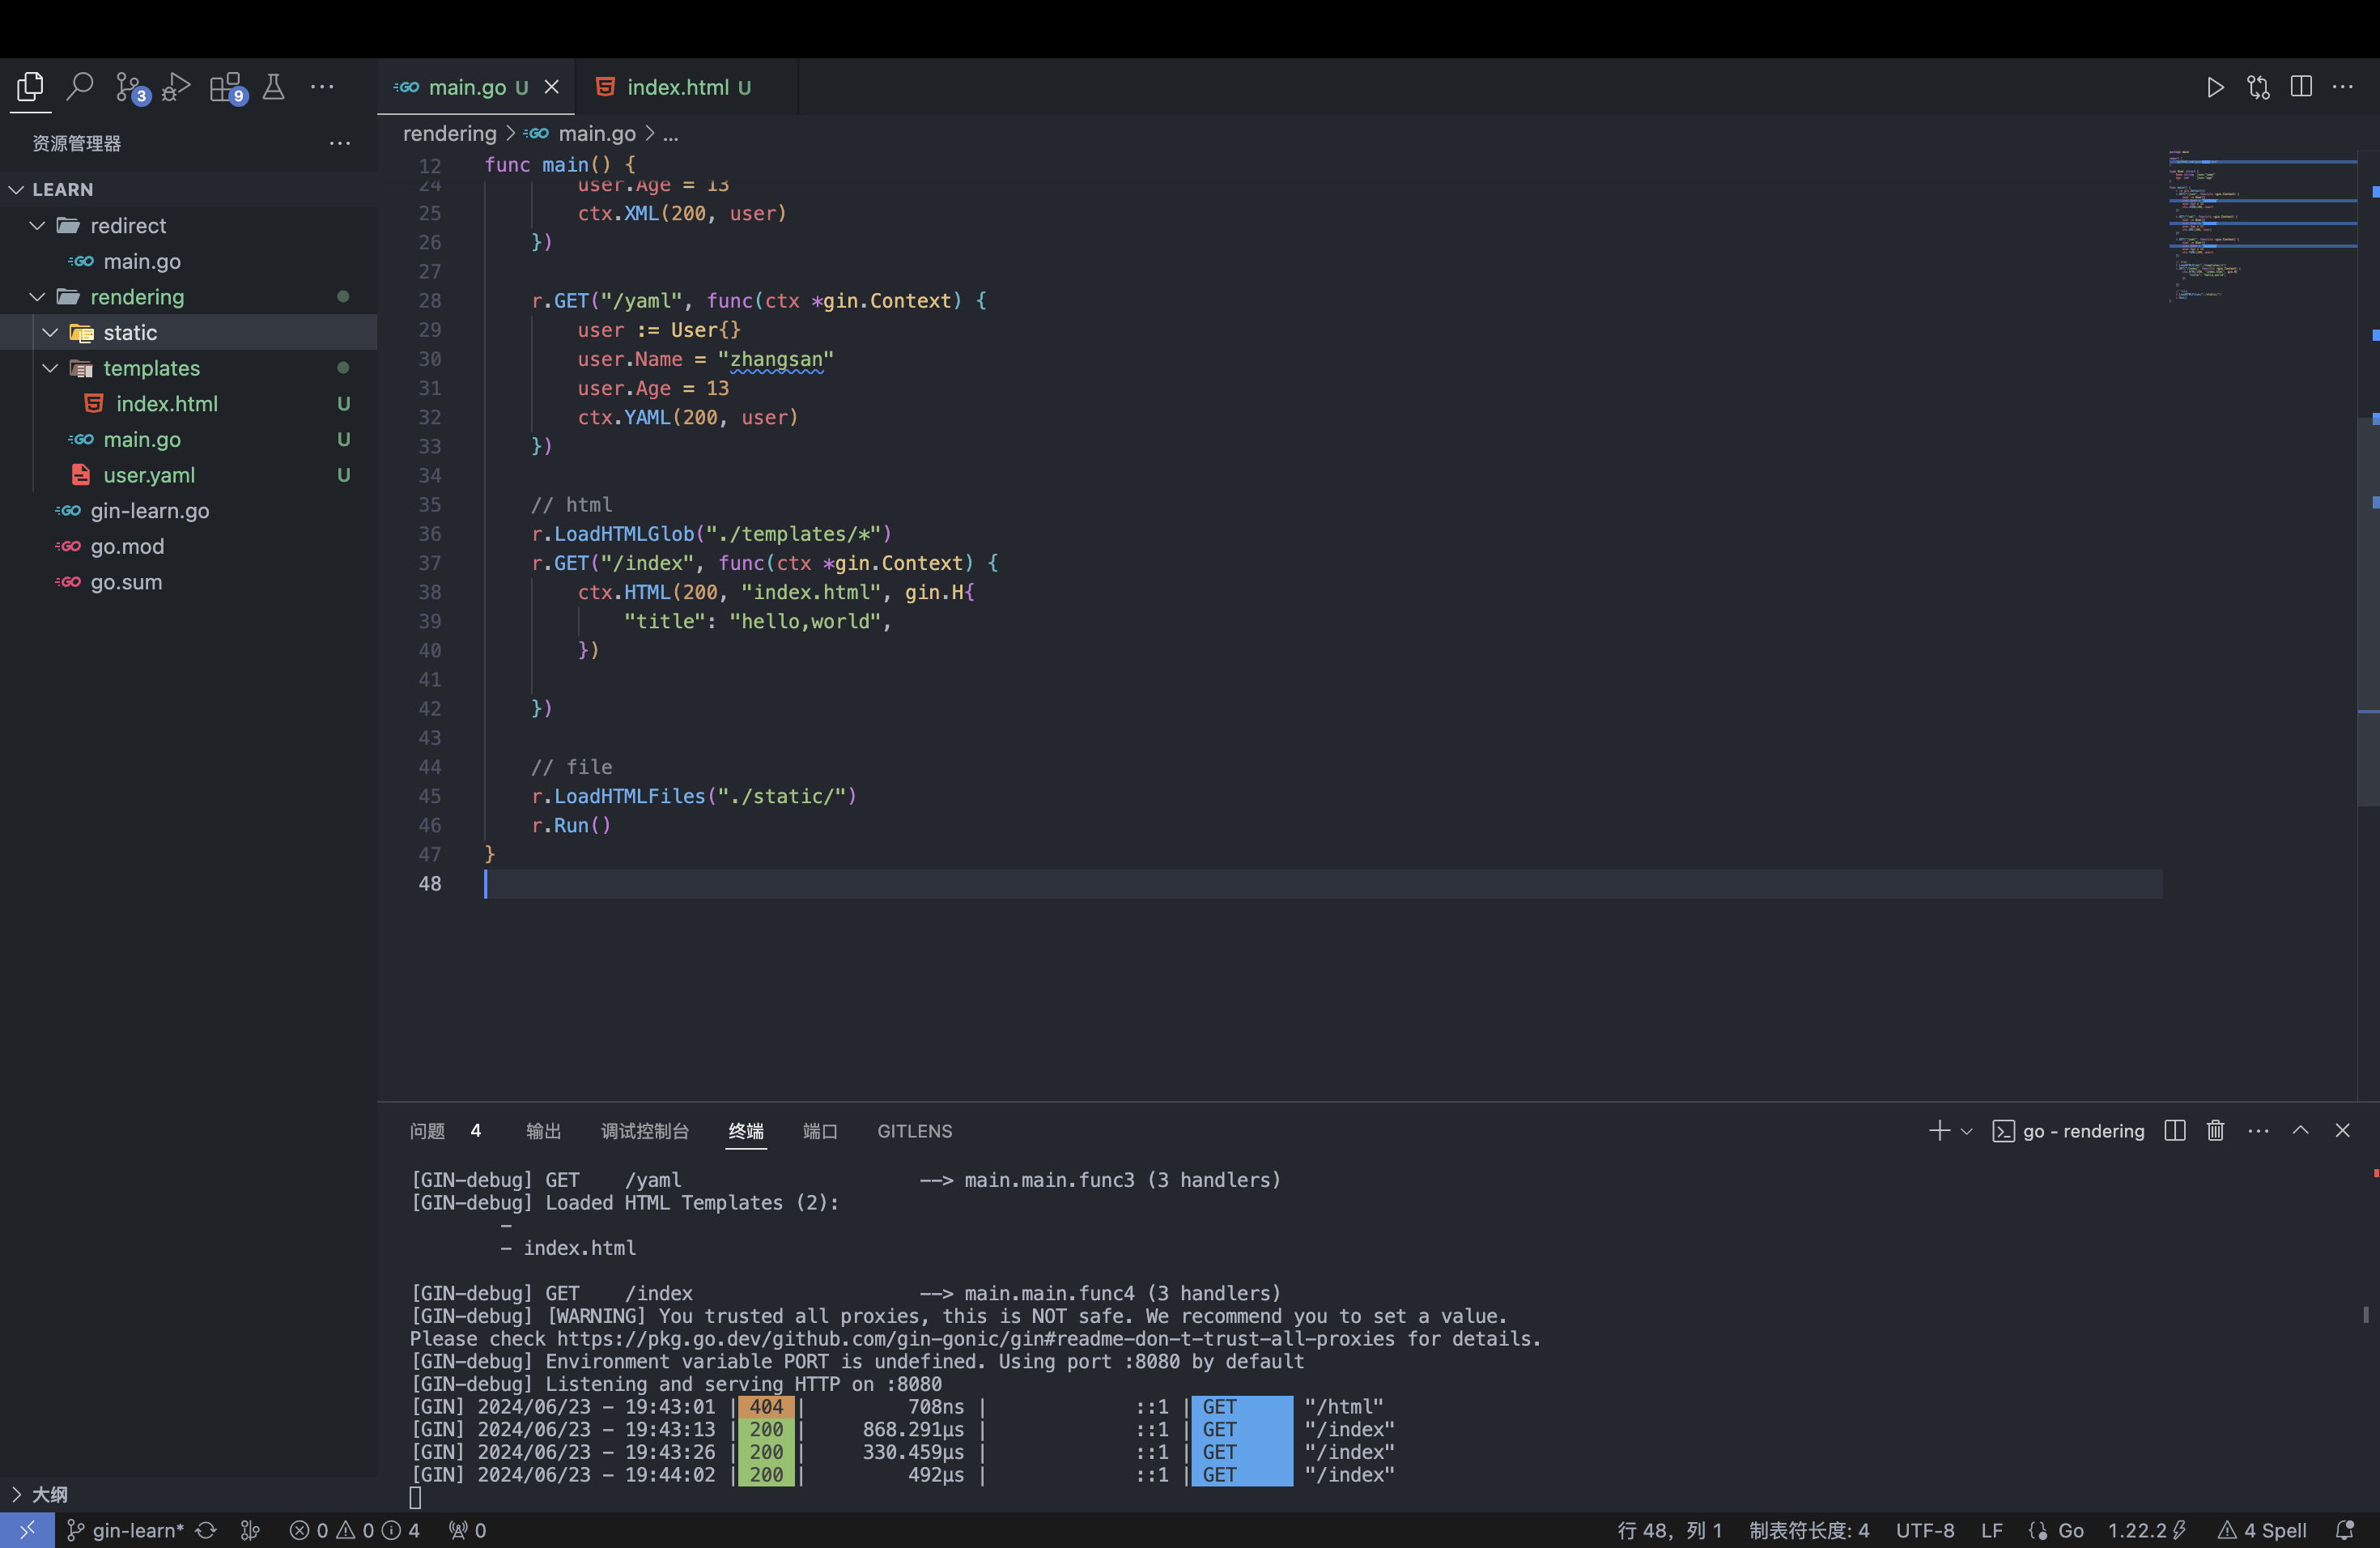 3
9
资源管理器
LEARN
redirect
main.go
rendering
static
templates
index.html U
main.go U
user.yaml U
gin-learn.go
go.mod
go.sum
大纲
main.go U
index.html U
rendering > main.go > ...
12 func main() {
24 user.Age = 13
25 ctx.XML(200, user)
26 })
27
28 r.GET("/yaml", func(ctx *gin.Context) {
29 user := User{}
30 user.Name = "zhangsan"
31 user.Age = 13
32 ctx.YAML(200, user)
33 })
34
35 // html
36 r.LoadHTMLGlob("./templates/*")
37 r.GET("/index", func(ctx *gin.Context) {
38 ctx.HTML(200, "index.html", gin.H{
39 "title": "hello,world",
40 })
41
42 })
43
44 // file
45 r.LoadHTMLFiles("./static/")
46 r.Run()
47 }
48
问题 4 输出 调试控制台 终端 端口 GITLENS
go - rendering
[GIN-debug] GET /yaml --> main.main.func3 (3 handlers)
[GIN-debug] Loaded HTML Templates (2):
-
- index.html
[GIN-debug] GET /index --> main.main.func4 (3 handlers)
[GIN-debug] [WARNING] You trusted all proxies, this is NOT safe. We recommend you to set a value.
Please check https://pkg.go.dev/github.com/gin-gonic/gin#readme-don-t-trust-all-proxies for details.
[GIN-debug] Environment variable PORT is undefined. Using port :8080 by default
[GIN-debug] Listening and serving HTTP on :8080
[GIN] 2024/06/23 - 19:43:01 | 404 | 708ns | ::1 | GET "/html"
[GIN] 2024/06/23 - 19:43:13 | 200 | 868.291µs | ::1 | GET "/index"
[GIN] 2024/06/23 - 19:43:26 | 200 | 330.459µs | ::1 | GET "/index"
[GIN] 2024/06/23 - 19:44:02 | 200 | 492µs | ::1 | GET "/index"
gin-learn* 0 0 4 0 行 48，列 1 制表符长度: 4 UTF-8 LF Go 1.22.2 4 Spell